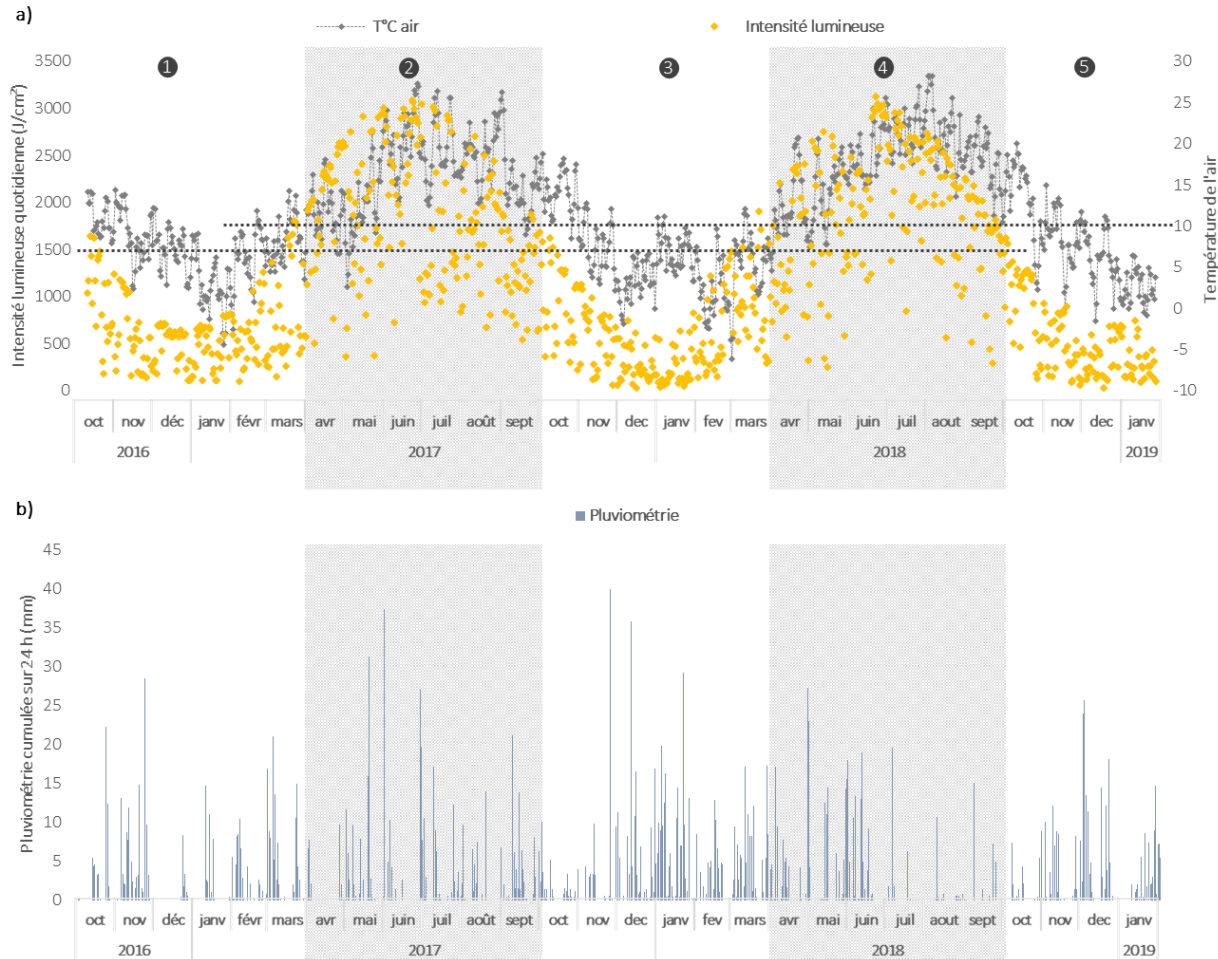 a)
T°C air Intensité lumineuse
Intensité lumineuse quotidienne (J/cm²)
3500
3000
2500
2000
1500
1000
500
0
❶ ❷ ❸ ❹ ❺
30
25
20
15
10
5
0
-5
-10
Température de l'air
oct nov déc janv févr mars avr mai juin juil août sept oct nov dec janv fev mars avr mai juin juil aout sept oct nov dec janv
2016 2017 2018 2019
b)
Pluviométrie
Pluviométrie cumulée sur 24 h (mm)
45
40
35
30
25
20
15
10
5
0
oct nov déc janv févr mars avr mai juin juil août sept oct nov dec janv fev mars avr mai juin juil aout sept oct nov dec janv
2016 2017 2018 2019